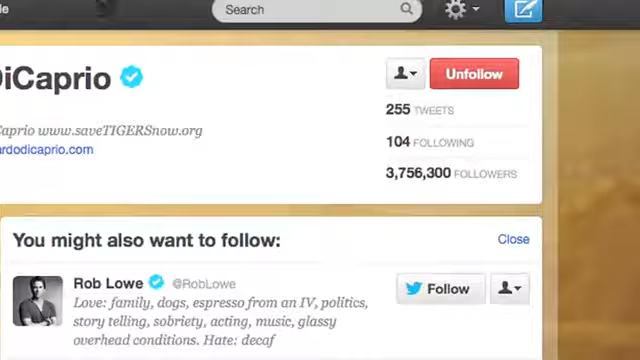 le
Search
DiCaprio
Unfollow
255 TWEETS
Caprio www.saveTIGERSnow.org
104 FOLLOWING
ardodicaprio.com
3,756,300 FOLLOWERS
You might also want to follow:
Close
Rob Lowe @RobLowe
Follow
Love: family, dogs, espresso from an IV, politics,
story telling, sobriety, acting, music, glassy
overhead conditions. Hate: decaf